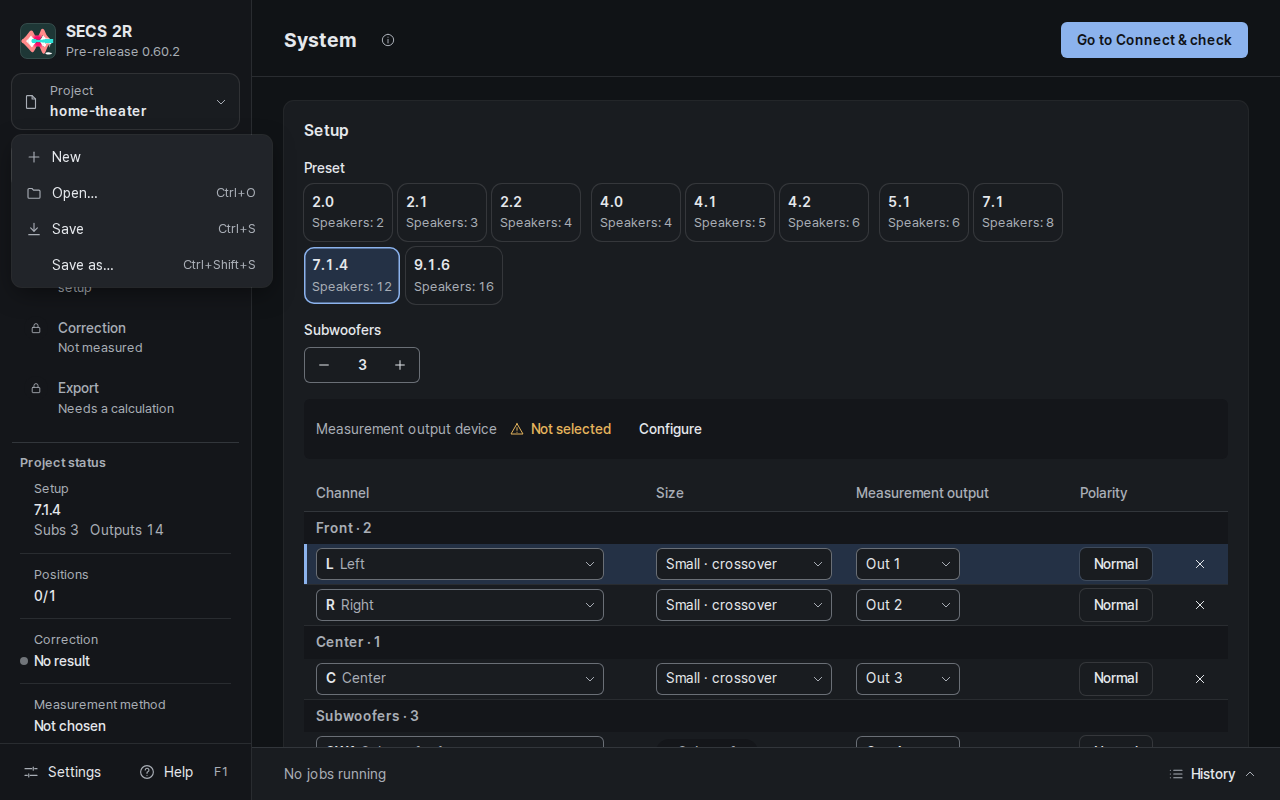 SECS 2R
Pre-release 0.60.2
Project
home-theater
New
Open... Ctrl+O
Save Ctrl+S
Save as... Ctrl+Shift+S
setup
Correction
Not measured
Export
Needs a calculation
Project status
Setup
7.1.4
Subs 3 Outputs 14
Positions
0/1
Correction
No result
Measurement method
Not chosen
Settings Help F1
System
Go to Connect & check
Setup
Preset
2.0
Speakers: 2
2.1
Speakers: 3
2.2
Speakers: 4
4.0
Speakers: 4
4.1
Speakers: 5
4.2
Speakers: 6
5.1
Speakers: 6
7.1
Speakers: 8
7.1.4
Speakers: 12
9.1.6
Speakers: 16
Subwoofers
3
Measurement output device Not selected Configure
Channel Size Measurement output Polarity
Front · 2
L Left Small · crossover Out 1 Normal
R Right Small · crossover Out 2 Normal
Center · 1
C Center Small · crossover Out 3 Normal
Subwoofers · 3
No jobs running History